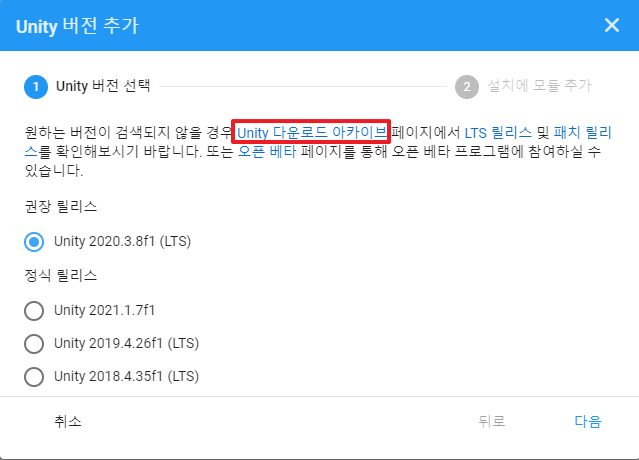 Unity 버전 추가
1 Unity 버전 선택 2 설치에 모듈 추가
원하는 버전이 검색되지 않을 경우 Unity 다운로드 아카이브 페이지에서 LTS 릴리스 및 패치 릴리
스를 확인해보시기 바랍니다. 또는 오픈 베타 페이지를 통해 오픈 베타 프로그램에 참여하실 수
있습니다.
권장 릴리스
Unity 2020.3.8f1 (LTS)
정식 릴리스
Unity 2021.1.7f1
Unity 2019.4.26f1 (LTS)
Unity 2018.4.35f1 (LTS)
취소 뒤로 다음